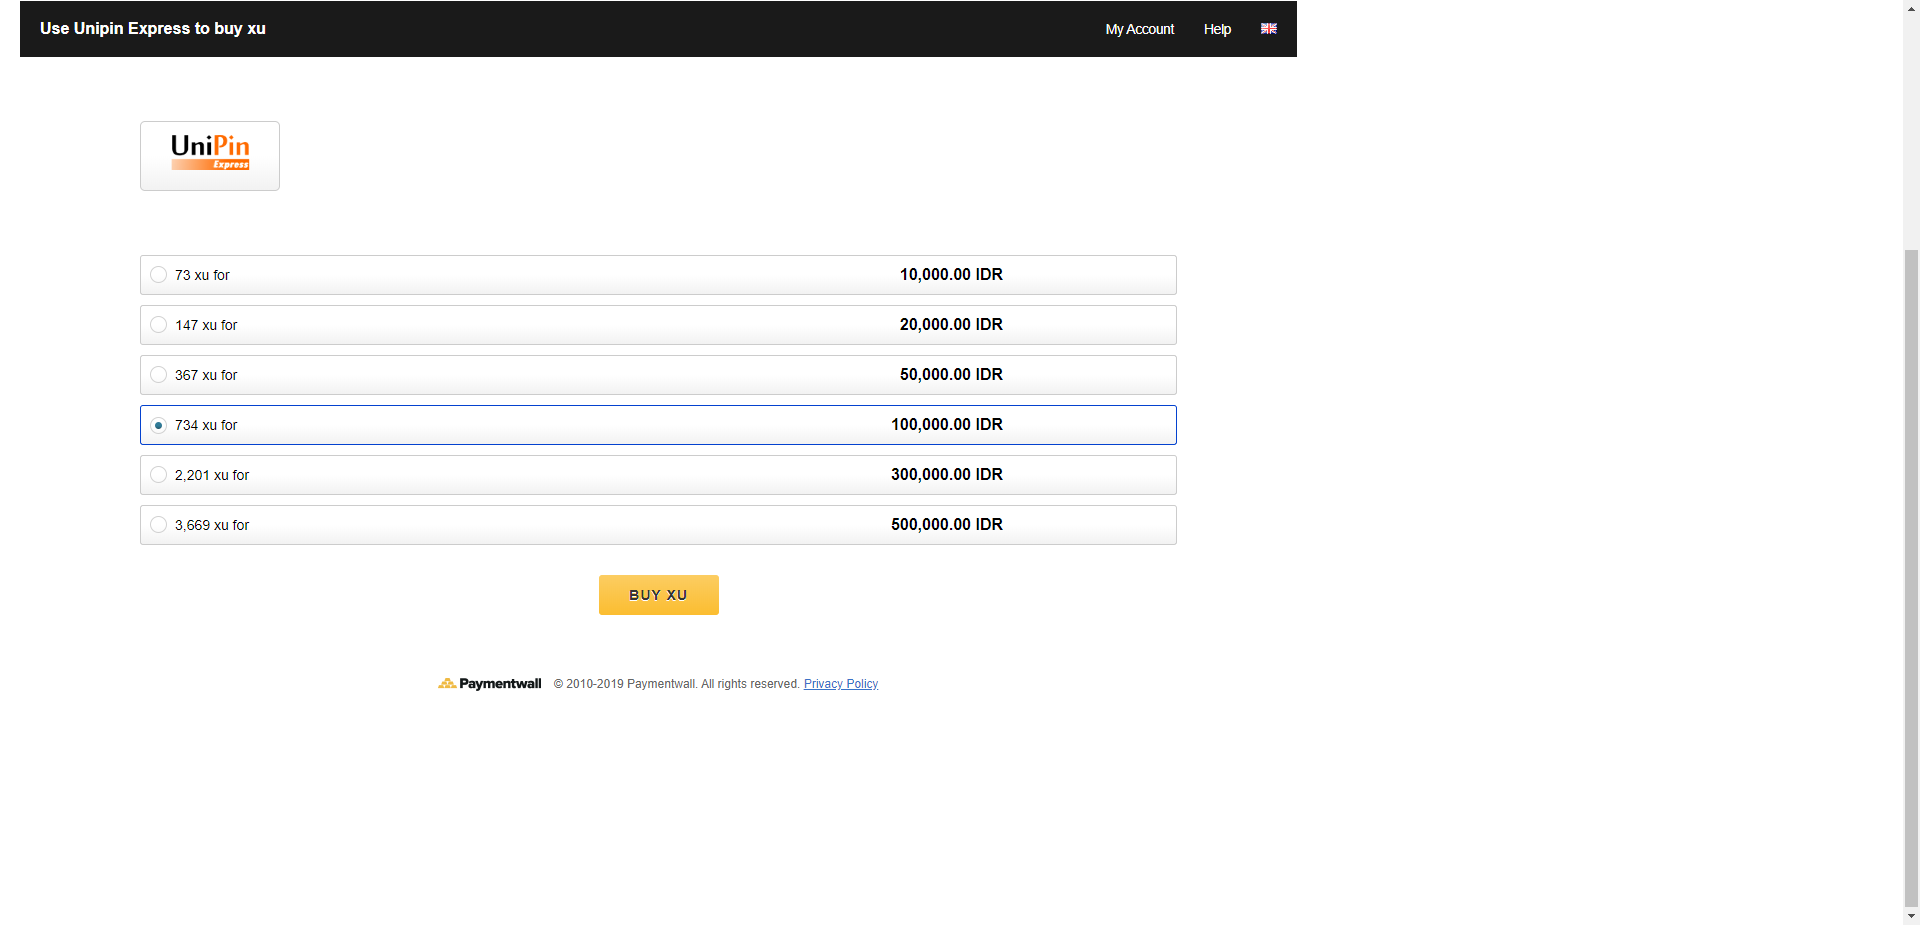 Use Unipin Express to buy xu
My Account Help
UniPin
Express
73 xu for 10,000.00 IDR
147 xu for 20,000.00 IDR
367 xu for 50,000.00 IDR
734 xu for 100,000.00 IDR
2,201 xu for 300,000.00 IDR
3,669 xu for 500,000.00 IDR
BUY XU
Paymentwall © 2010-2019 Paymentwall. All rights reserved. Privacy Policy